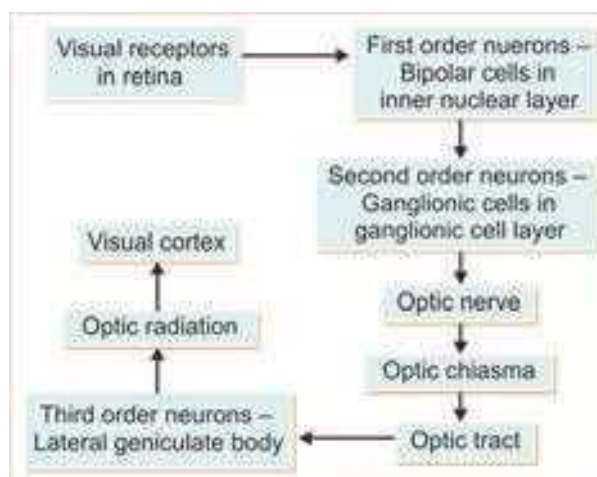 Visual receptors
in retina
First order nuerons –
Bipolar cells in
inner nuclear layer
Second order neurons –
Ganglionic cells in
ganglionic cell layer
Optic nerve
Optic chiasma
Optic tract
Third order neurons –
Lateral geniculate body
Optic radiation
Visual cortex